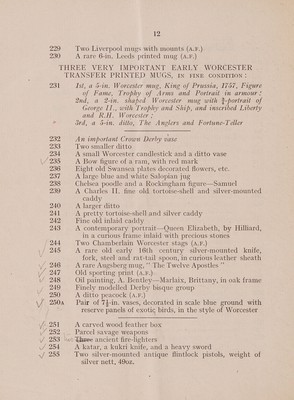 12
229 Two Liverpool mugs with mounts (A.F.)
230 A rare 6-in. Leeds printed mug (A.F.)
THREE VERY IMPORTANT EARLY WORCESTER
TRANSFER PRINTED MUGS, IN FINE CONDITION :
231 1st, a 5-in. Worcester mug, King of Prussia, 1757, Figure
of Fame, Trophy of Arms and Portrait in armour ;
2nd, a 2-in. shaped Worcester mug with ¾-portrait of
George II., with Trophy and Ship, and inscribed Liberty
and R.H. Worcester ;
3rd, a 5-in. ditto, The Anglers and Fortune-Teller
232 An important Crown Derby vase
233 Two smaller ditto
234 A small Worcester candlestick and a ditto vase
235 A Bow figure of a ram, with red mark
236 Eight old Swansea plates decorated flowers, etc.
237 A large blue and white Salopian jug
238 Chelsea poodle and a Rockingham figure—Samuel
239 A Charles II. fine old tortoise-shell and silver-mounted
caddy
240 A larger ditto
241 A pretty tortoise-shell and silver caddy
242 Fine old inlaid caddy
243 A contemporary portrait—Queen Elizabeth, by Hilliard,
in a curious frame inlaid with precious stones
244 Two Chamberlain Worcester stags (A.F.)
245 A rare old early 16th century silver-mounted knife,
fork, steel and rat-tail spoon, in curious leather sheath
246 A rare Angsberg mug, " The Twelve Apostles "
247 Old sporting print (A.F.)
248 Oil painting, A. Bentley—Marlaix, Brittany, in oak frame
249 Finely modelled Derby bisque group
250 A ditto peacock (A.F.)
250A Pair of 7½-in. vases, decorated in scale blue ground with
reserve panels of exotic birds, in the style of Worcester
251 A carved wood feather box
252 Parcel savage weapons
253 Three ancient fire-lighters
254 A katar, a kukri knife, and a heavy sword
255 Two silver-mounted antique flintlock pistols, weight of
silver nett, 49oz.